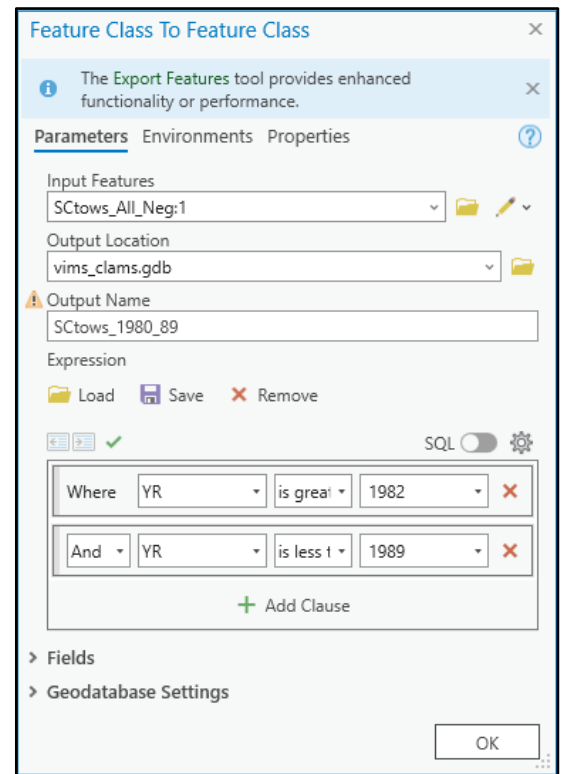 Feature Class To Feature Class
The Export Features tool provides enhanced
functionality or performance.
Parameters Environments Properties
Input Features
SCtows_All_Neg:1
Output Location
vims_clams.gdb
Output Name
SCtows_1980_89
Expression
Load Save Remove
SQL
Where YR is great 1982
And YR is less t 1989
+ Add Clause
> Fields
> Geodatabase Settings
OK